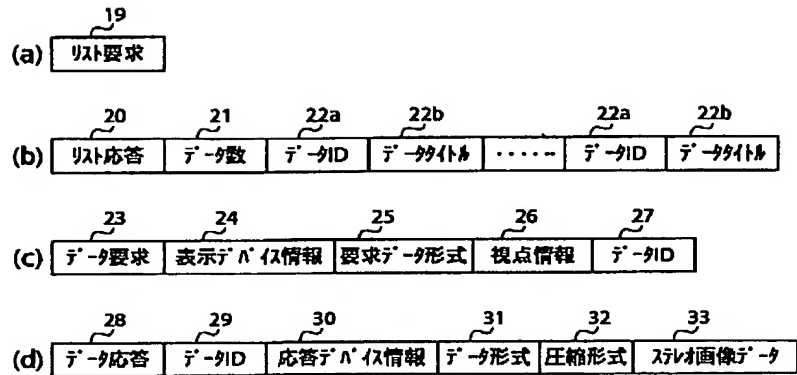 19
(a) リスト要求
20 21 22a 22b 22a 22b
(b) リスト応答 データ数 データID データタイトル ・・・・・・ データID データタイトル
23 24 25 26 27
(c) データ要求 表示デバイス情報 要求データ形式 視点情報 データID
28 29 30 31 32 33
(d) データ応答 データID 応答デバイス情報 データ形式 圧縮形式 ステレオ画像データ